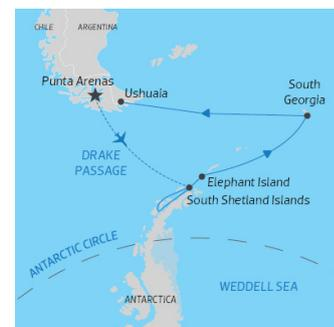 CHILE
ARGENTINA
Punta Arenas
Ushuaia
South
Georgia
DRAKE
PASSAGE
Elephant Island
South Shetland Islands
ANTARCTIC CIRCLE
WEDDELL SEA
ANTARCTICA